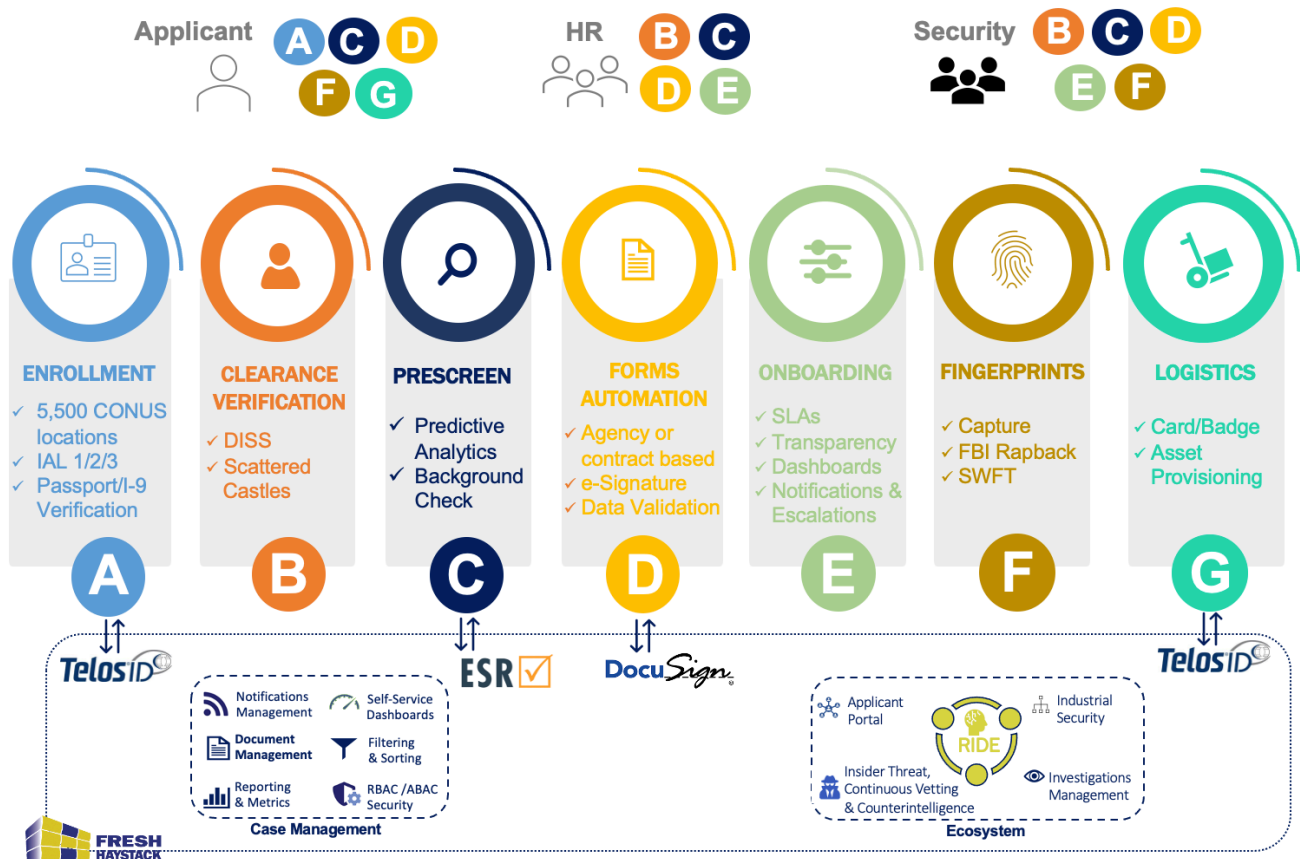 Applicant
A
C
D
F
G
HR
B
C
D
E
Security
B
C
D
E
F
ENROLLMENT
✓ 5,500 CONUS
locations
✓ IAL 1/2/3
✓ Passport/I-9
Verification
A
CLEARANCE
VERIFICATION
✓ DISS
✓ Scattered
Castles
B
PRESCREEN
✓ Predictive
Analytics
✓ Background
Check
C
FORMS
AUTOMATION
✓ Agency or
contract based
✓ e-Signature
✓ Data Validation
D
ONBOARDING
✓ SLAs
✓ Transparency
✓ Dashboards
✓ Notifications &
Escalations
E
FINGERPRINTS
✓ Capture
✓ FBI Rapback
✓ SWFT
F
LOGISTICS
✓ Card/Badge
✓ Asset
Provisioning
G
Telos ID
ESR
DocuSign®
Telos ID
Notifications
Management
Self-Service
Dashboards
Document
Management
Filtering
& Sorting
Reporting
& Metrics
RBAC /ABAC
Security
Case Management
Applicant
Portal
RIDE
Industrial
Security
Insider Threat,
Continuous Vetting
& Counterintelligence
Investigations
Management
Ecosystem
FRESH
HAYSTACK